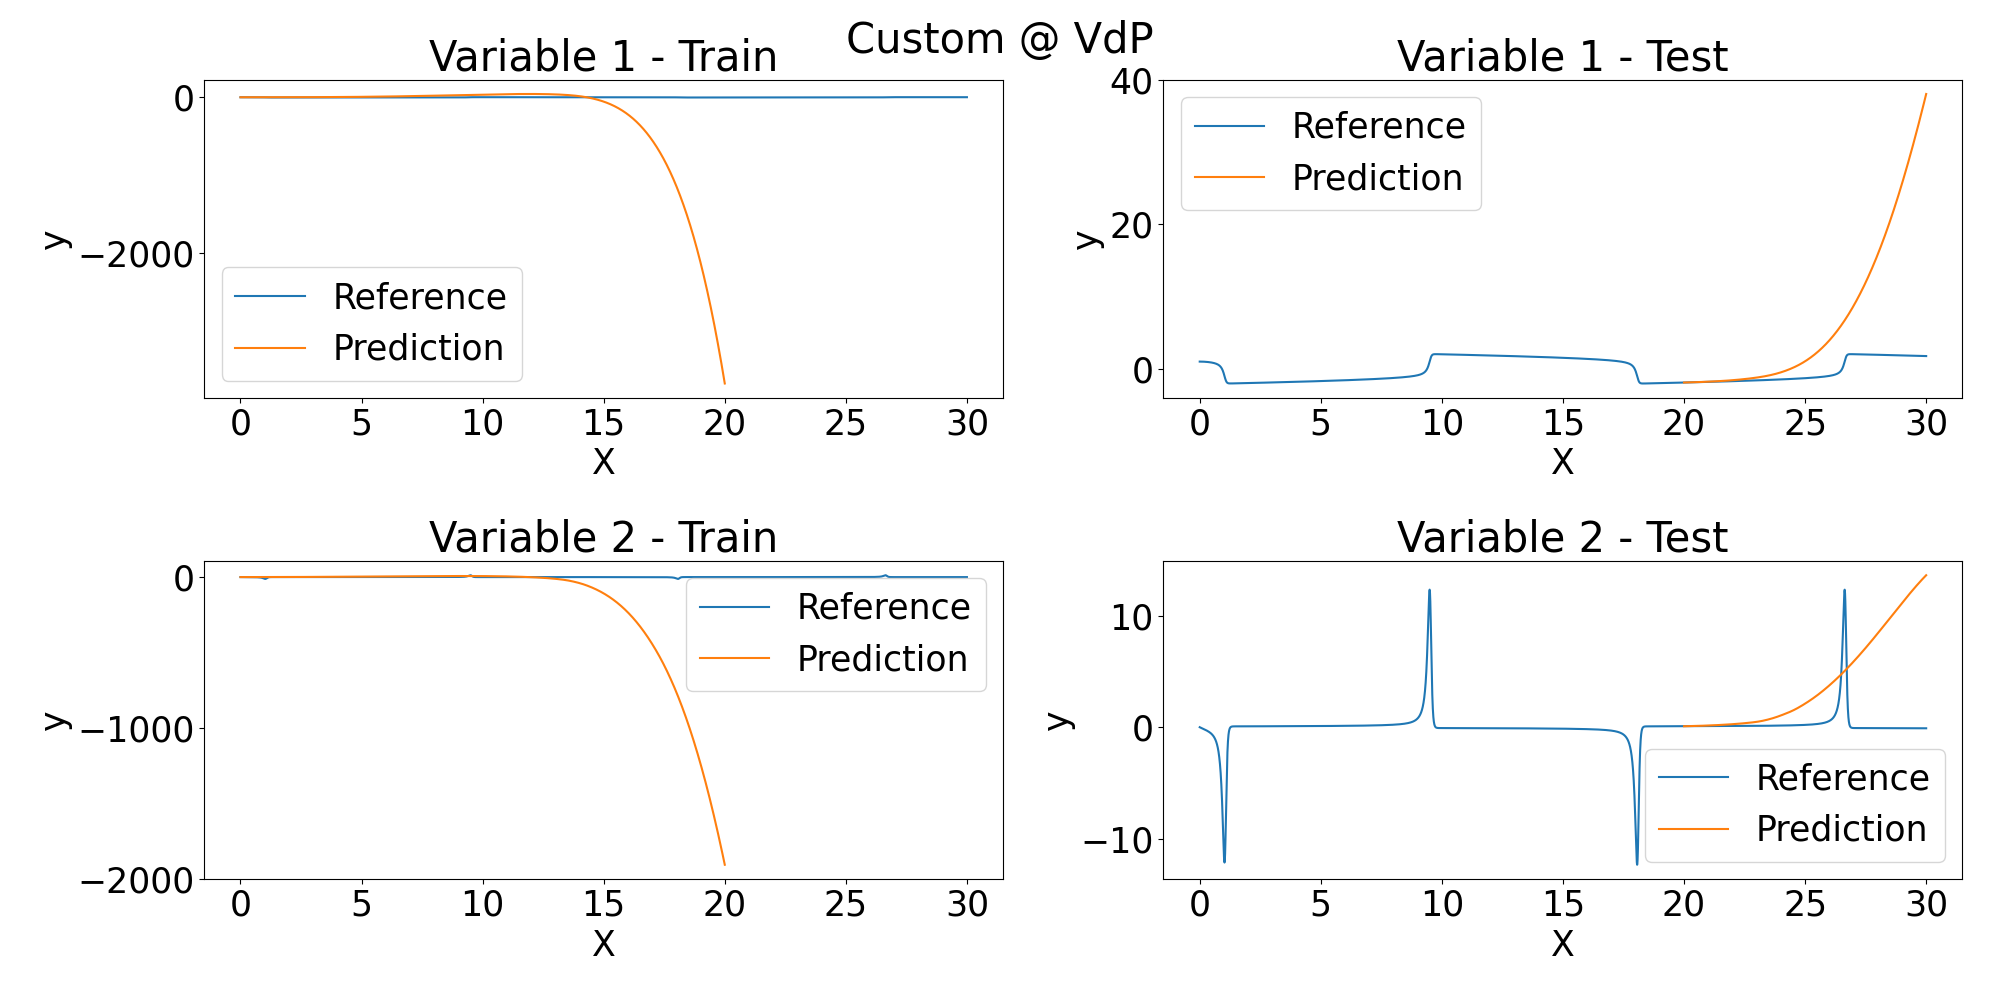 Custom @ VdP
Variable 1 - Train
0
−2000
y
Reference
Prediction
0 5 10 15 20 25 30
X
Variable 1 - Test
40
20
0
y
Reference
Prediction
0 5 10 15 20 25 30
X
Variable 2 - Train
0
−1000
−2000
y
Reference
Prediction
0 5 10 15 20 25 30
X
Variable 2 - Test
10
0
−10
y
Reference
Prediction
0 5 10 15 20 25 30
X